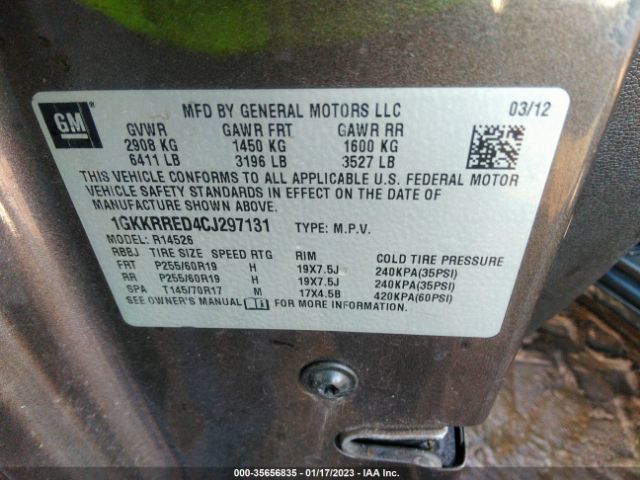 GM
MFD BY GENERAL MOTORS LLC 03/12
GVWR GAWR FRT GAWR RR
2908 KG 1450 KG 1600 KG
6411 LB 3196 LB 3527 LB
THIS VEHICLE CONFORMS TO ALL APPLICABLE U.S. FEDERAL MOTOR
VEHICLE SAFETY STANDARDS IN EFFECT ON THE DATE OF
MANUFACTURE SHOWN ABOVE.
1GKKRRED4CJ297131 TYPE: M.P.V.
MODEL: R14526
RBBJ TIRE SIZE SPEED RTG RIM COLD TIRE PRESSURE
FRT P255/60R19 H 19X7.5J 240KPA(35PSI)
RR P255/60R19 H 19X7.5J 240KPA(35PSI)
SPA T145/70R17 M 17X4.5B 420KPA(60PSI)
SEE OWNER'S MANUAL FOR MORE INFORMATION.
000-35656835 - 01/17/2023 - IAA Inc.